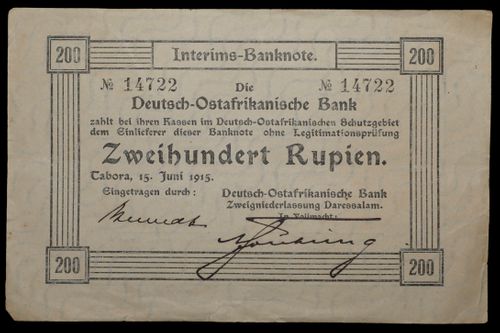 200 Interims-Banknote. 200
№ 14722 Die № 14722
Deutsch-Ostafrikanische Bank
zahlt bei ihren Kassen im Deutsch-Ostafrikanischen Schutzgebiet
dem Einlieferer dieser Banknote ohne Legitimationsprüfung
Zweihundert Rupien.
Tabora, 15. Juni 1915.
Eingetragen durch: Deutsch-Ostafrikanische Bank
Zweigniederlassung Daressalam.
In Vollmacht:
200 200